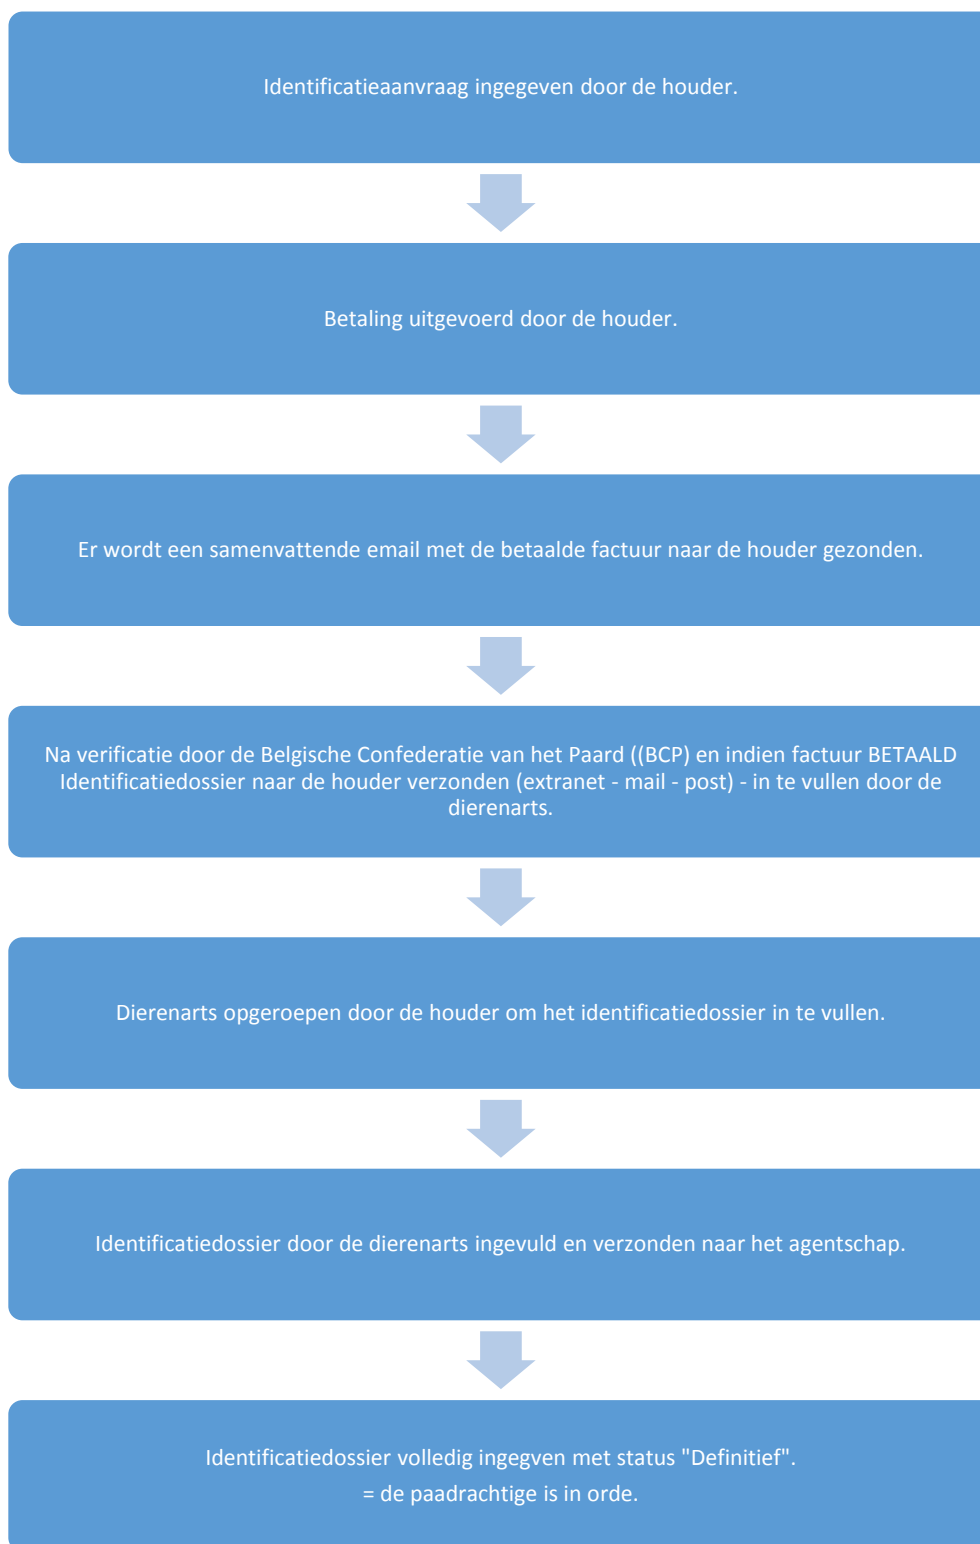 Identificatieaanvraag ingegeven door de houder.
Betaling uitgevoerd door de houder.
Er wordt een samenvattende email met de betaalde factuur naar de houder gezonden.
Na verificatie door de Belgische Confederatie van het Paard ((BCP) en indien factuur BETAALD
Identificatiedossier naar de houder verzonden (extranet - mail - post) - in te vullen door de
dierenarts.
Dierenarts opgeroepen door de houder om het identificatiedossier in te vullen.
Identificatiedossier door de dierenarts ingevuld en verzonden naar het agentschap.
Identificatiedossier volledig ingegven met status "Definitief".
= de paadrachtige is in orde.